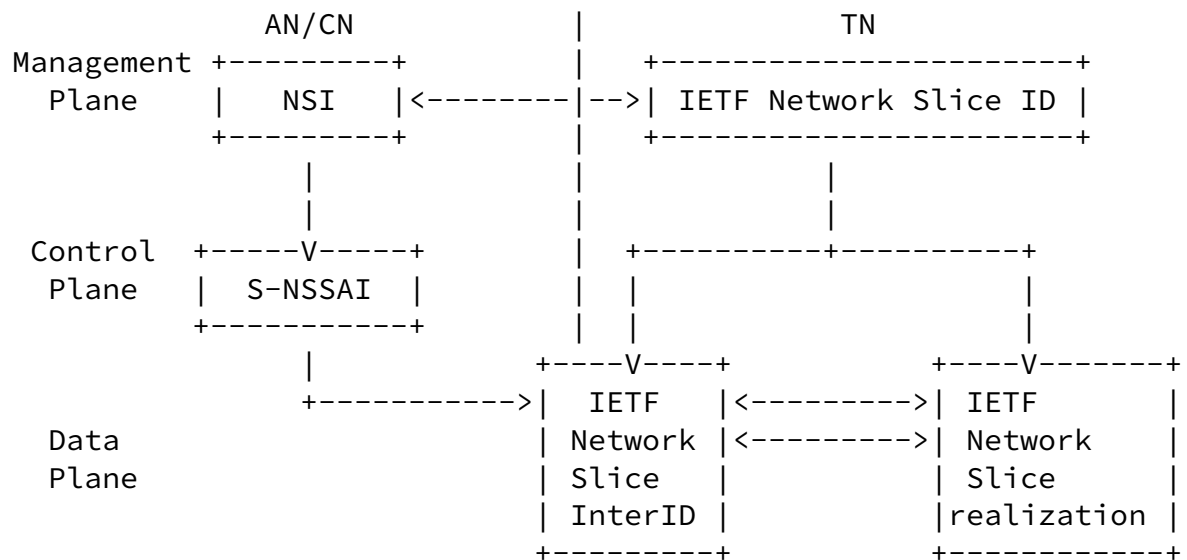 AN/CN | TN
Management +---------+ | +-----------------------+
Plane | NSI |<--------|-->| IETF Network Slice ID |
+---------+ | +-----------------------+
| | |
| | |
Control +-----V-----+ | +----------+----------+
Plane | S-NSSAI | | | |
+-----------+ | | |
| +----V----+ +----V-------+
+----------->| IETF |<--------->| IETF |
Data | Network |<--------->| Network |
Plane | Slice | | Slice |
| InterID | |realization |
+---------+ +------------+